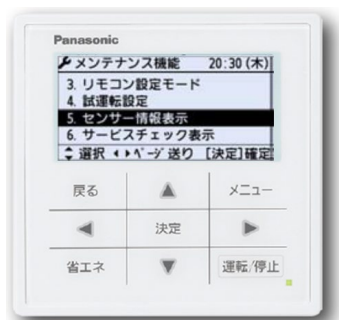 Panasonic
メンテナンス機能 20:30 (木)
3. リモコン設定モード
4. 試運転設定
5. センサー情報表示
6. サービスチェック表示
選択 ページ送り [決定]確定
戻る メニュー
決定
省エネ 運転/停止